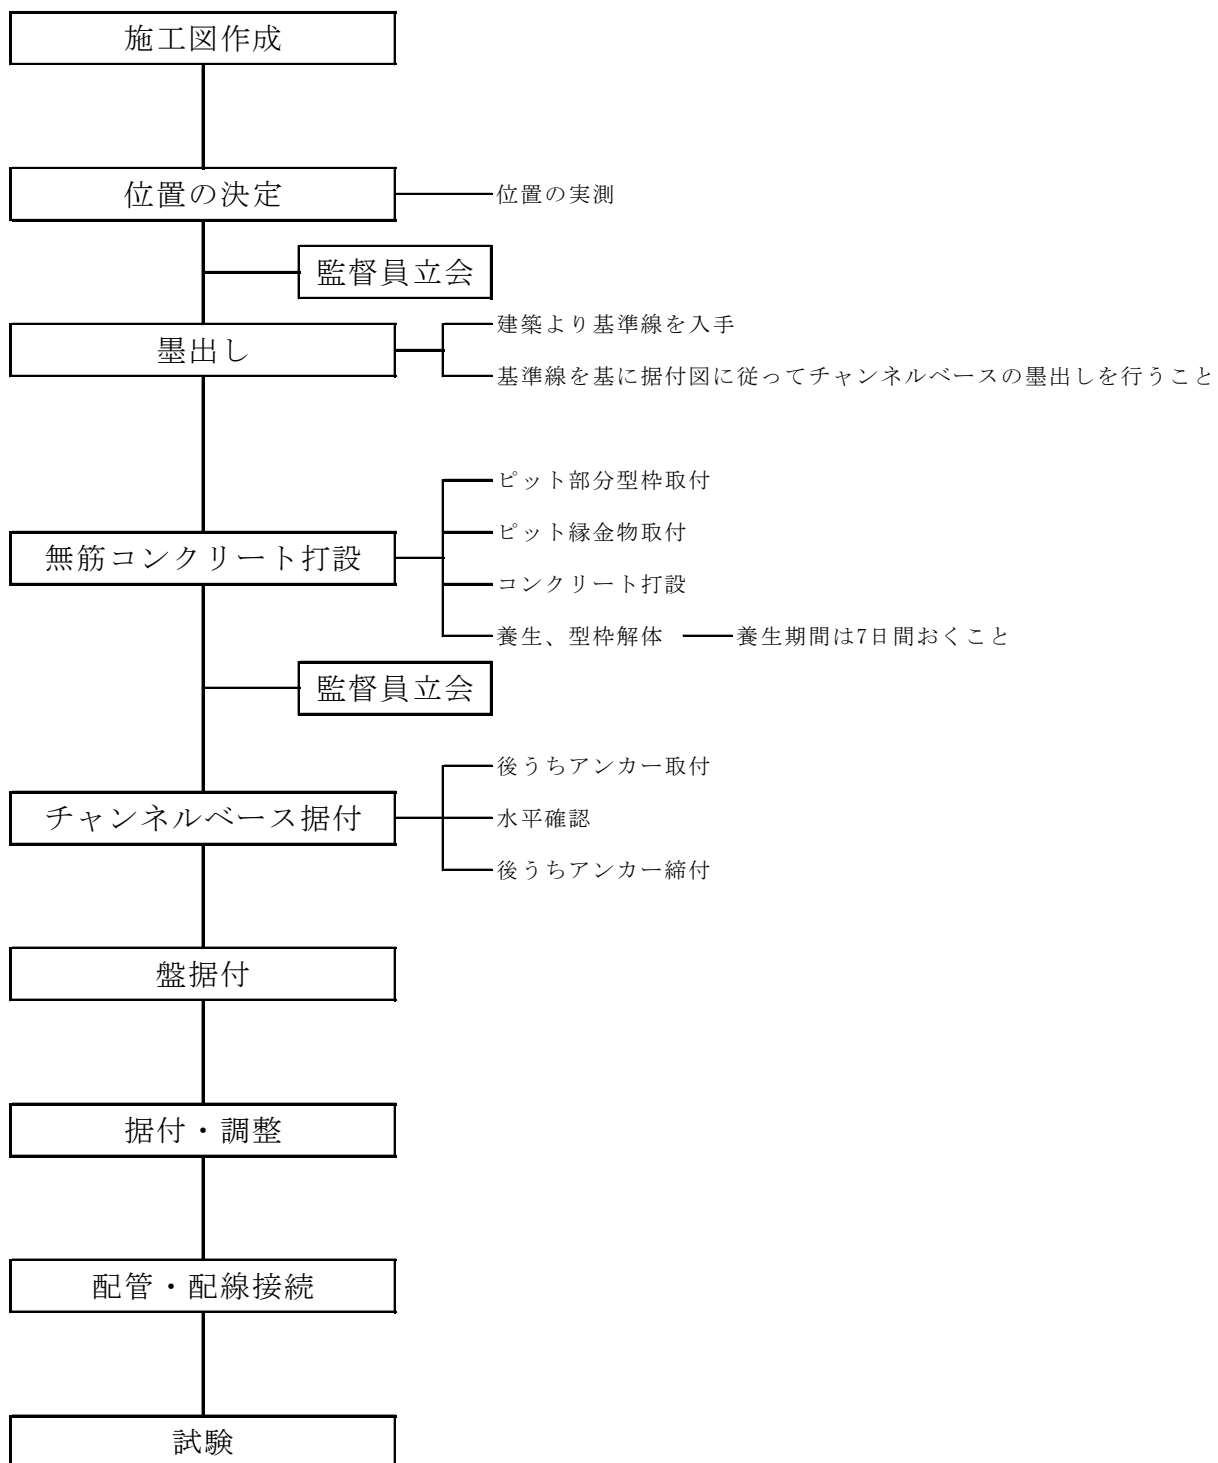 施工図作成
位置の決定
位置の実測
監督員立会
墨出し
建築より基準線を入手
基準線を基に据付図に従ってチャンネルベースの墨出しを行うこと
無筋コンクリート打設
ピット部分型枠取付
ピット縁金物取付
コンクリート打設
養生、型枠解体
養生期間は7日間おくこと
監督員立会
チャンネルベース据付
後うちアンカー取付
水平確認
後うちアンカー締付
盤据付
据付・調整
配管・配線接続
試験